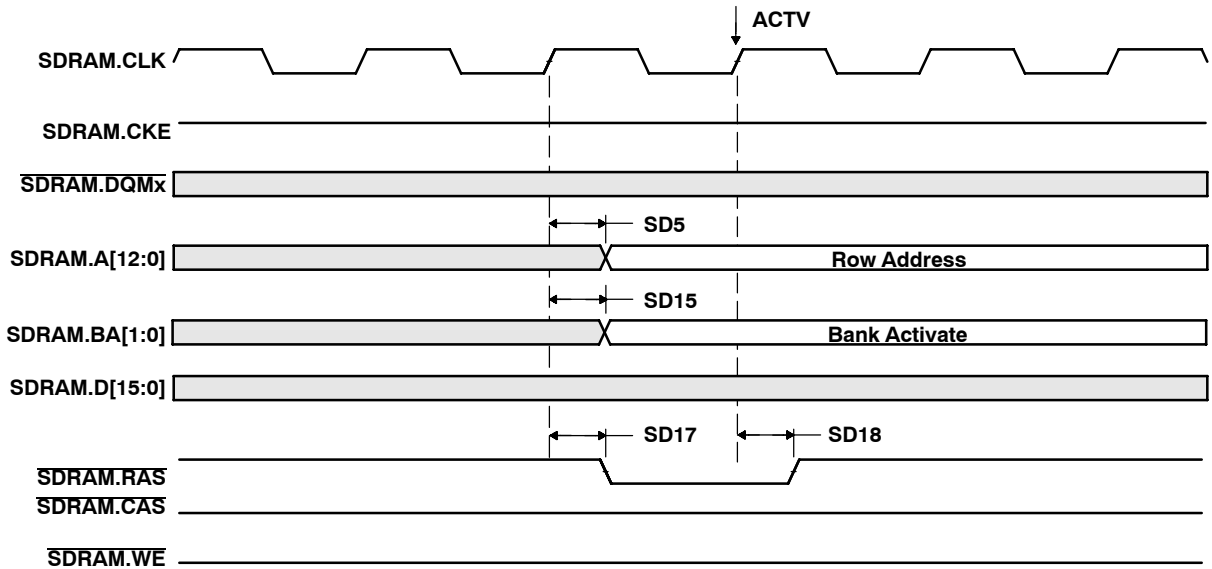 ACTV
SDRAM.CLK
SDRAM.CKE
SDRAM.DQMx
SD5
SDRAM.A[12:0]
Row Address
SD15
SDRAM.BA[1:0]
Bank Activate
SDRAM.D[15:0]
SD17
SD18
SDRAM.RAS
SDRAM.CAS
SDRAM.WE